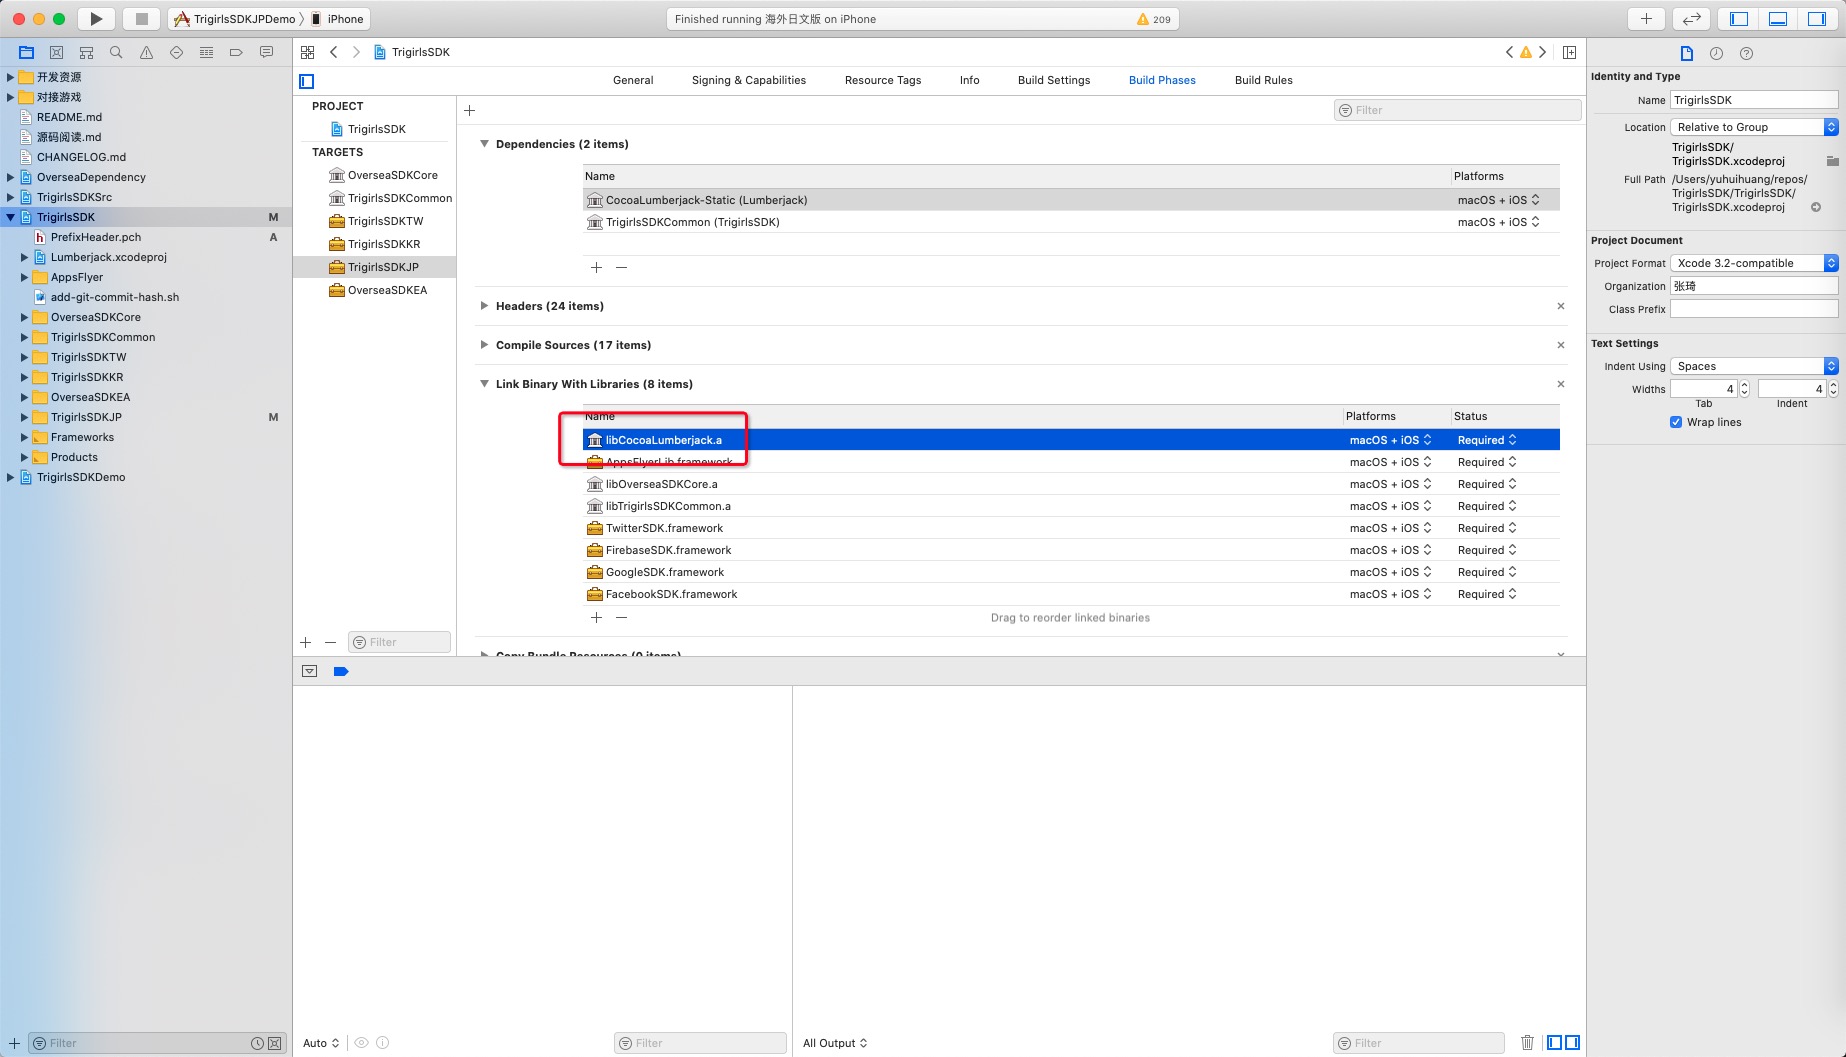 TrigirlsSDKJPDemo iPhone
Finished running 海外日文版 on iPhone
209
TrigirlsSDK
General Signing & Capabilities Resource Tags Info Build Settings Build Phases Build Rules
开发资源
对接游戏
README.md
源码阅读.md
CHANGELOG.md
OverseaDependency
TrigirlsSDKSrc
TrigirlsSDK M
PrefixHeader.pch A
Lumberjack.xcodeproj
AppsFlyer
add-git-commit-hash.sh
OverseaSDKCore
TrigirlsSDKCommon
TrigirlsSDKTW
TrigirlsSDKKR
OverseaSDKEA
TrigirlsSDKJP M
Frameworks
Products
TrigirlsSDKDemo
Filter
PROJECT
TrigirlsSDK
TARGETS
OverseaSDKCore
TrigirlsSDKCommon
TrigirlsSDKTW
TrigirlsSDKKR
TrigirlsSDKJP
OverseaSDKEA
Filter
Filter
Dependencies (2 items)
Name Platforms
CocoaLumberjack-Static (Lumberjack) macOS + iOS
TrigirlsSDKCommon (TrigirlsSDK) macOS + iOS
Headers (24 items)
Compile Sources (17 items)
Link Binary With Libraries (8 items)
Name Platforms Status
libCocoaLumberjack.a macOS + iOS Required
AppsFlyerLib.framework macOS + iOS Required
libOverseaSDKCore.a macOS + iOS Required
libTrigirlsSDKCommon.a macOS + iOS Required
TwitterSDK.framework macOS + iOS Required
FirebaseSDK.framework macOS + iOS Required
GoogleSDK.framework macOS + iOS Required
FacebookSDK.framework macOS + iOS Required
Drag to reorder linked binaries
Copy Bundle Resources (0 items)
Auto
Filter
All Output
Filter
Identity and Type
Name TrigirlsSDK
Location Relative to Group
TrigirlsSDK/
TrigirlsSDK.xcodeproj
Full Path /Users/yuhuihuang/repos/
TrigirlsSDK/TrigirlsSDK/
TrigirlsSDK.xcodeproj
Project Document
Project Format Xcode 3.2-compatible
Organization 张琦
Class Prefix
Text Settings
Indent Using Spaces
Widths 4 4
Tab Indent
Wrap lines